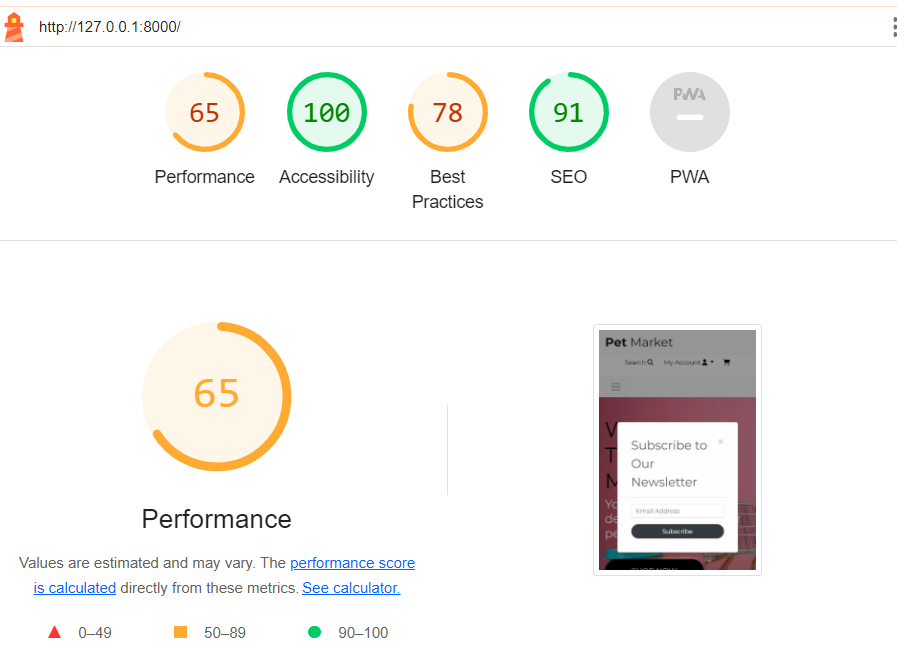 http://127.0.0.1:8000/
65
100
78
91
PWA
Performance
Accessibility
Best
Practices
SEO
PWA
65
Performance
Values are estimated and may vary. The performance score
is calculated directly from these metrics. See calculator.
0–49
50–89
90–100
Pet Market
Search
My Account
Subscribe to
Our
Newsletter
×
Email Address
Subscribe
SHOP NOW